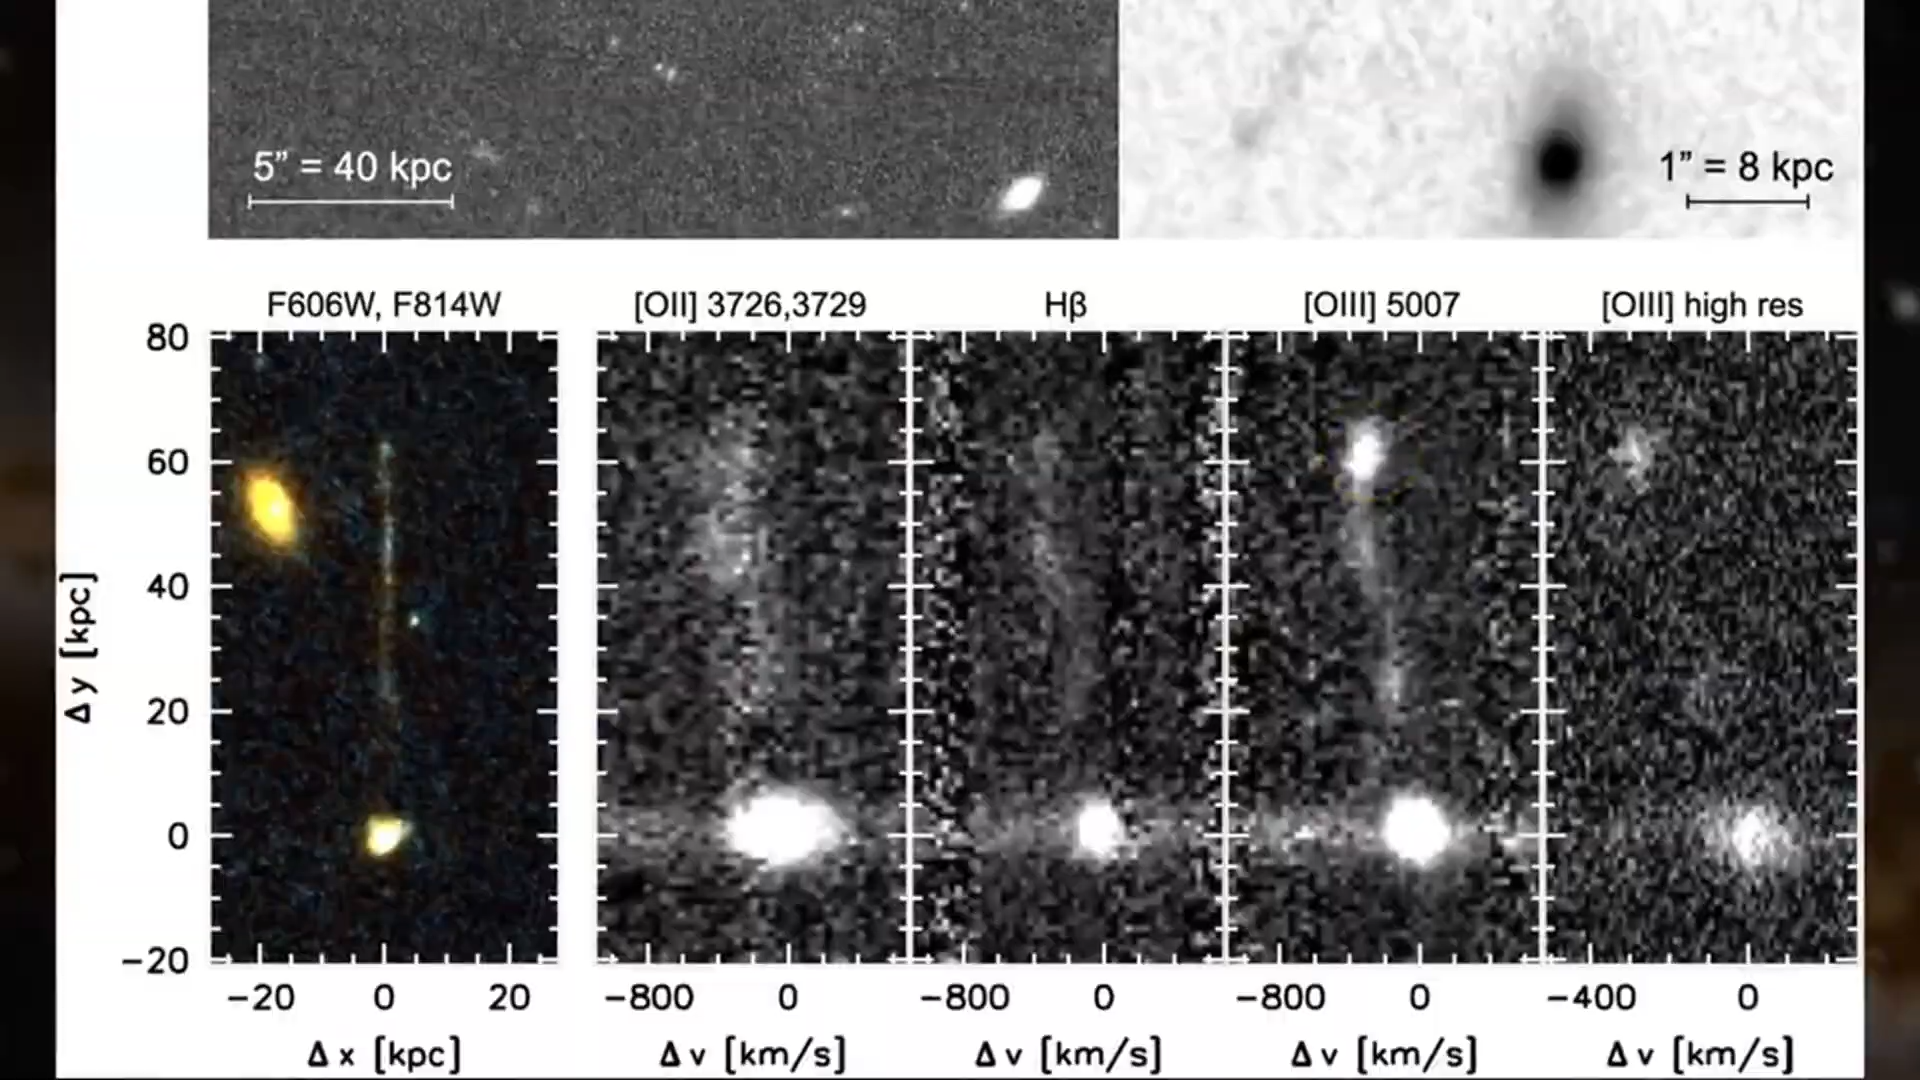 5” = 40 kpc
1” = 8 kpc
F606W, F814W
[OII] 3726,3729
Hβ
[OIII] 5007
[OIII] high res
80
60
40
20
0
−20
Δ y [kpc]
−20 0 20
−800 0
−800 0
−800 0
−400 0
Δ x [kpc]
Δ v [km/s]
Δ v [km/s]
Δ v [km/s]
Δ v [km/s]